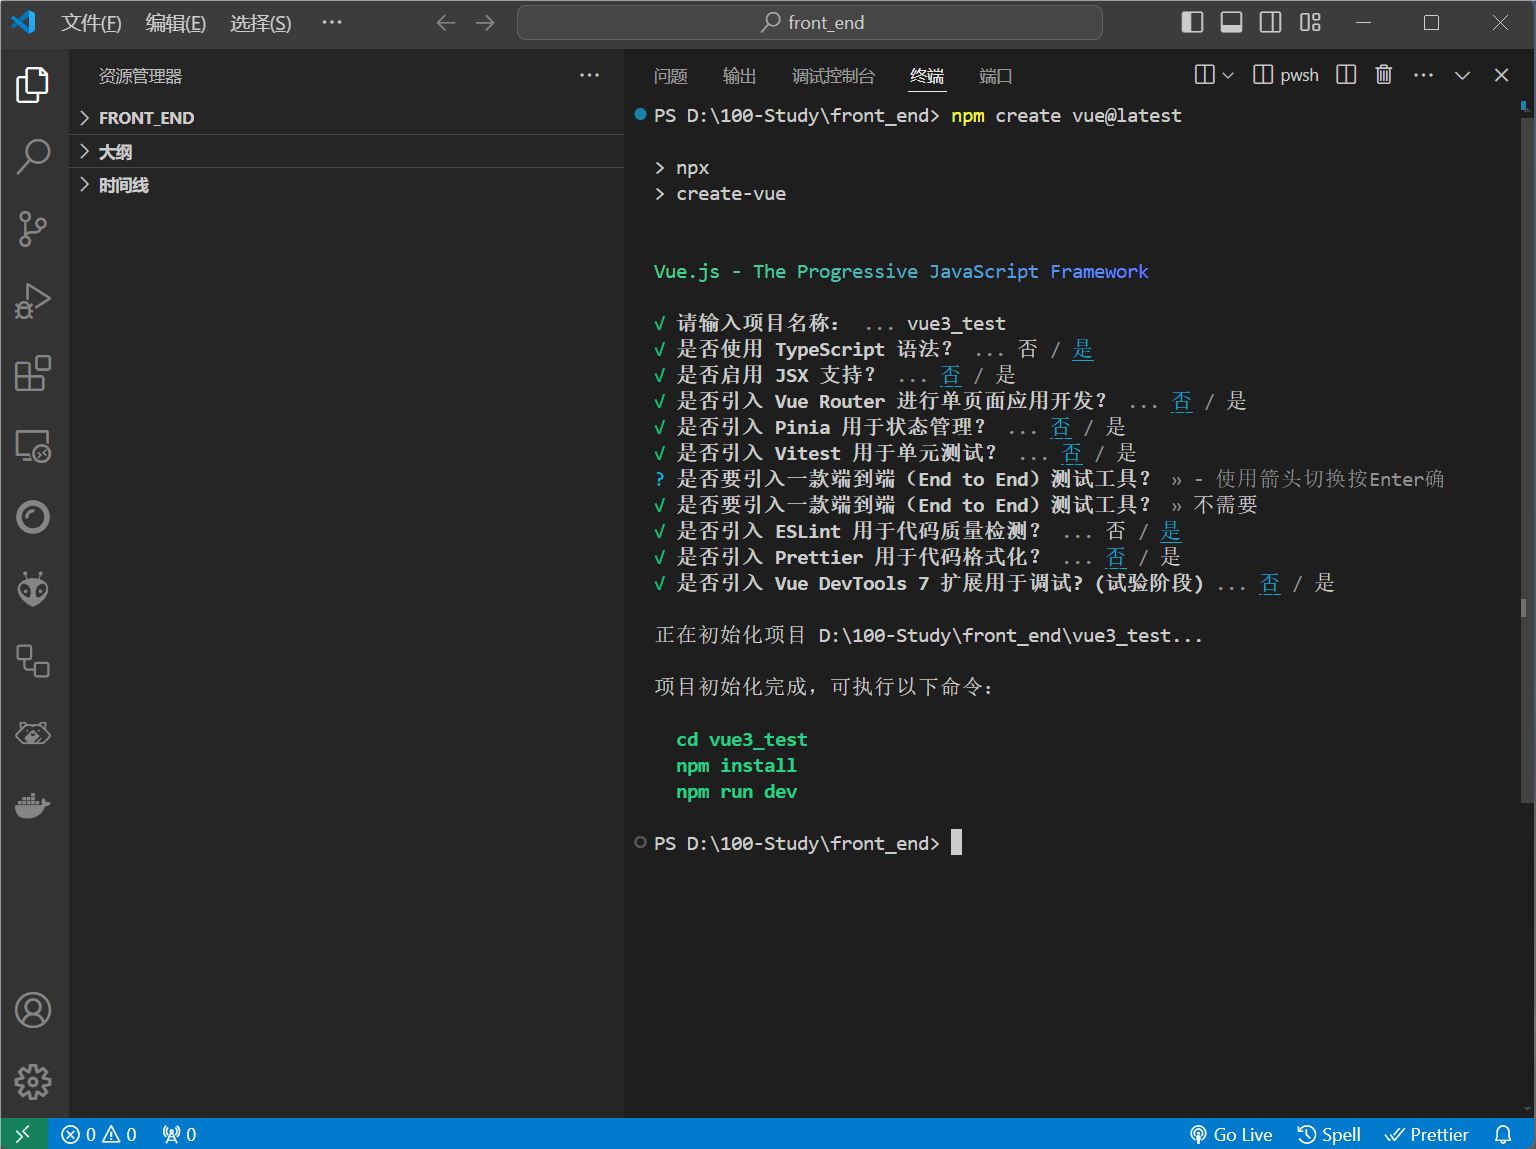 文件(F) 编辑(E) 选择(S) ···
front_end
资源管理器 ···
FRONT_END
大纲
时间线
问题 输出 调试控制台 终端 端口
pwsh ···
PS D:\100-Study\front_end> npm create vue@latest
> npx
> create-vue
Vue.js - The Progressive JavaScript Framework
√ 请输入项目名称： ... vue3_test
√ 是否使用 TypeScript 语法？ ... 否 / 是
√ 是否启用 JSX 支持？ ... 否 / 是
√ 是否引入 Vue Router 进行单页面应用开发？ ... 否 / 是
√ 是否引入 Pinia 用于状态管理？ ... 否 / 是
√ 是否引入 Vitest 用于单元测试？ ... 否 / 是
? 是否要引入一款端到端（End to End）测试工具？ » - 使用箭头切换按Enter确
√ 是否要引入一款端到端（End to End）测试工具？ » 不需要
√ 是否引入 ESLint 用于代码质量检测？ ... 否 / 是
√ 是否引入 Prettier 用于代码格式化？ ... 否 / 是
√ 是否引入 Vue DevTools 7 扩展用于调试? (试验阶段) ... 否 / 是
正在初始化项目 D:\100-Study\front_end\vue3_test...
项目初始化完成，可执行以下命令：
cd vue3_test
npm install
npm run dev
PS D:\100-Study\front_end>
0 0 0
Go Live Spell Prettier